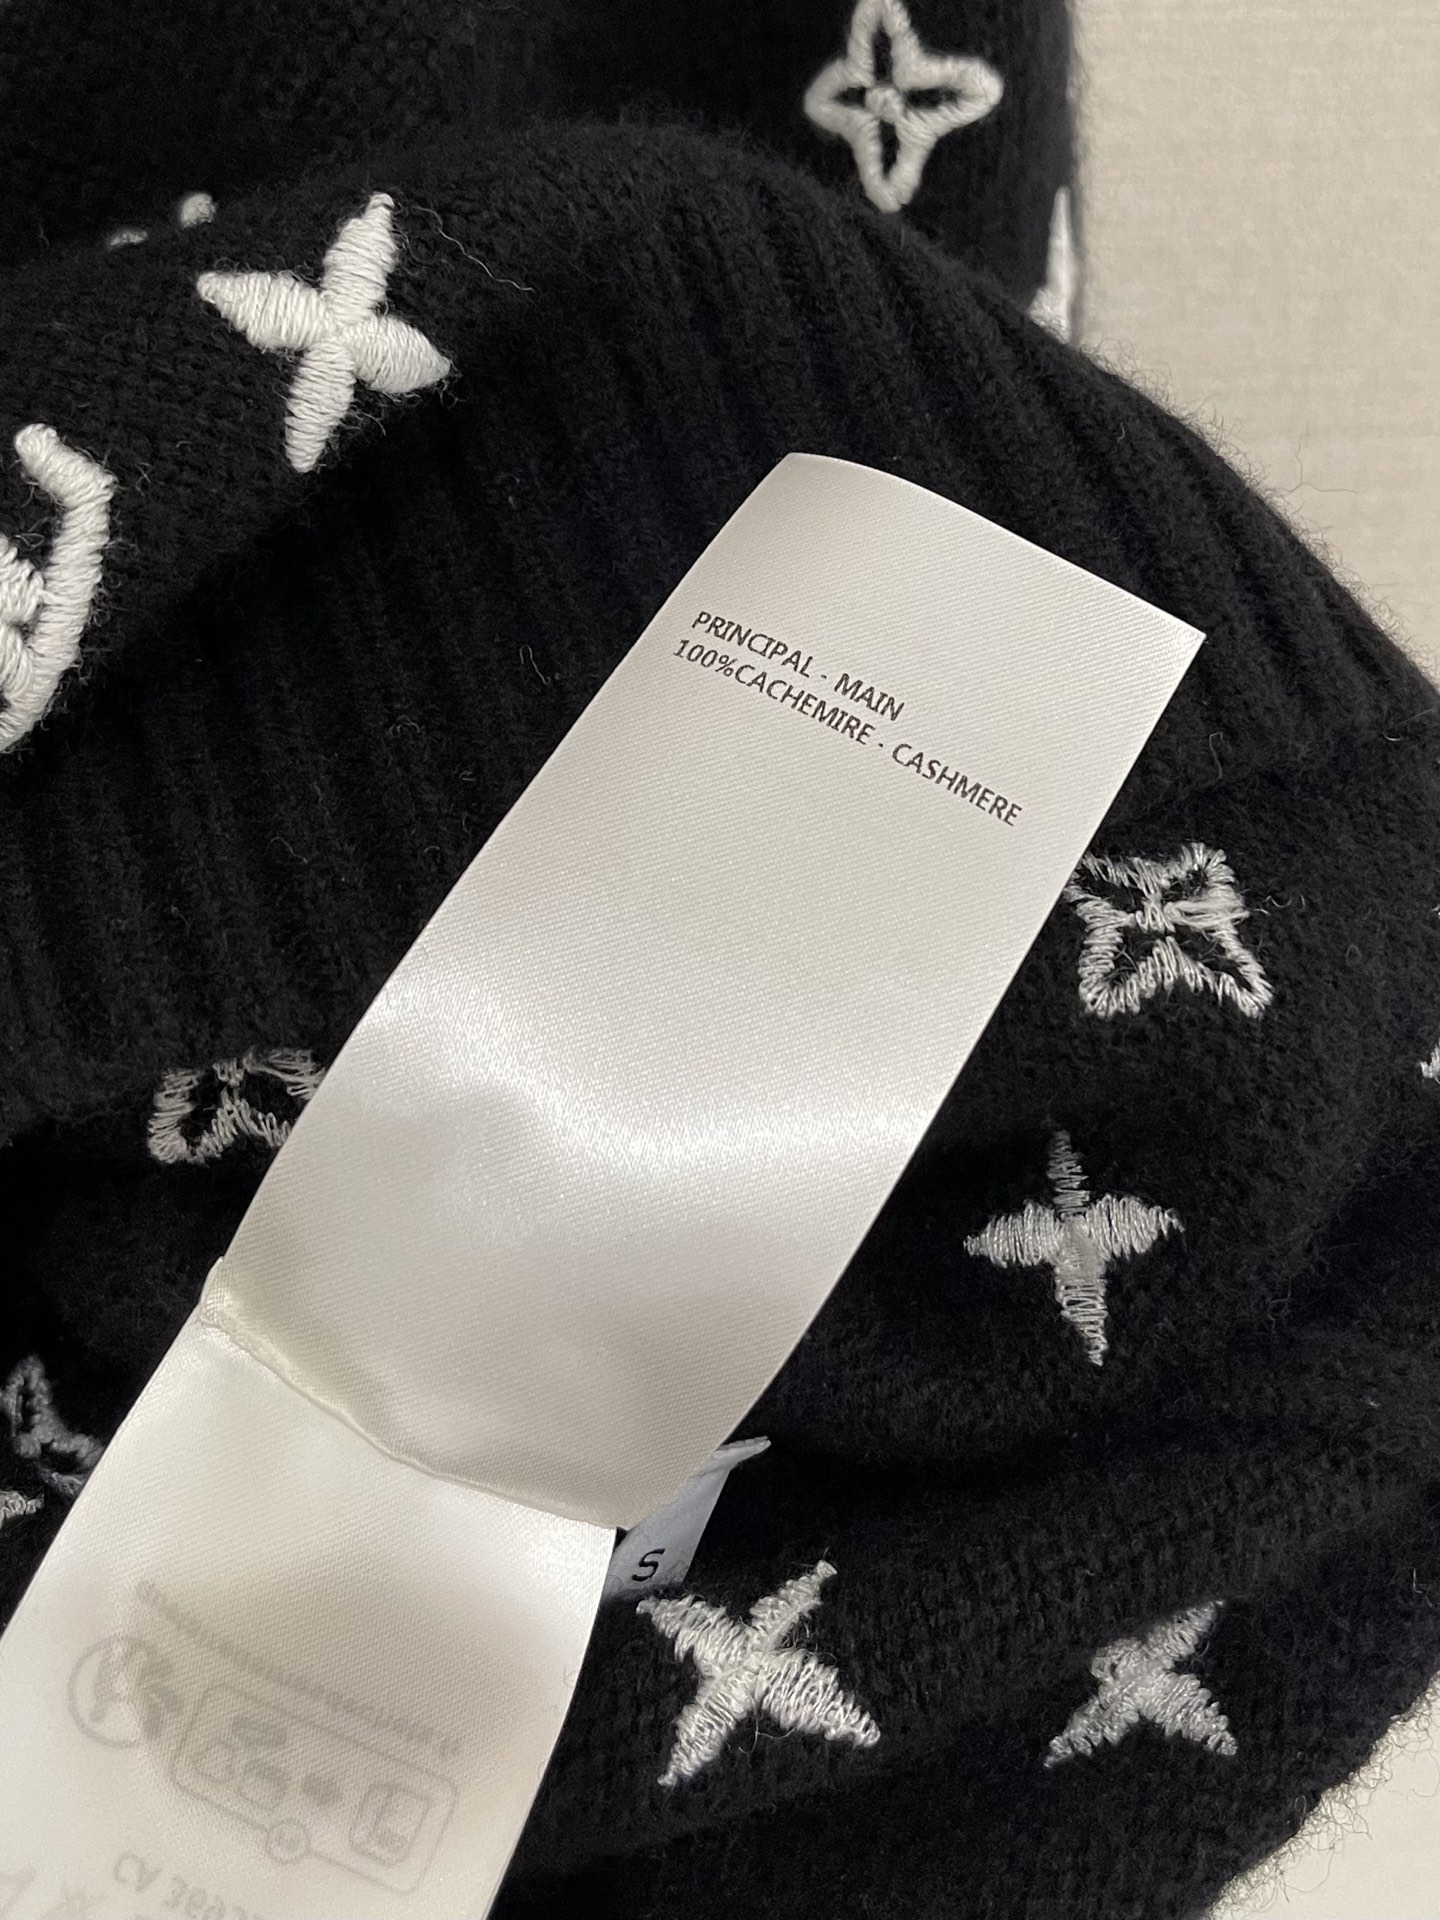 PRINCIPAL - MAIN
100%CACHEMIRE - CASHMERE
S